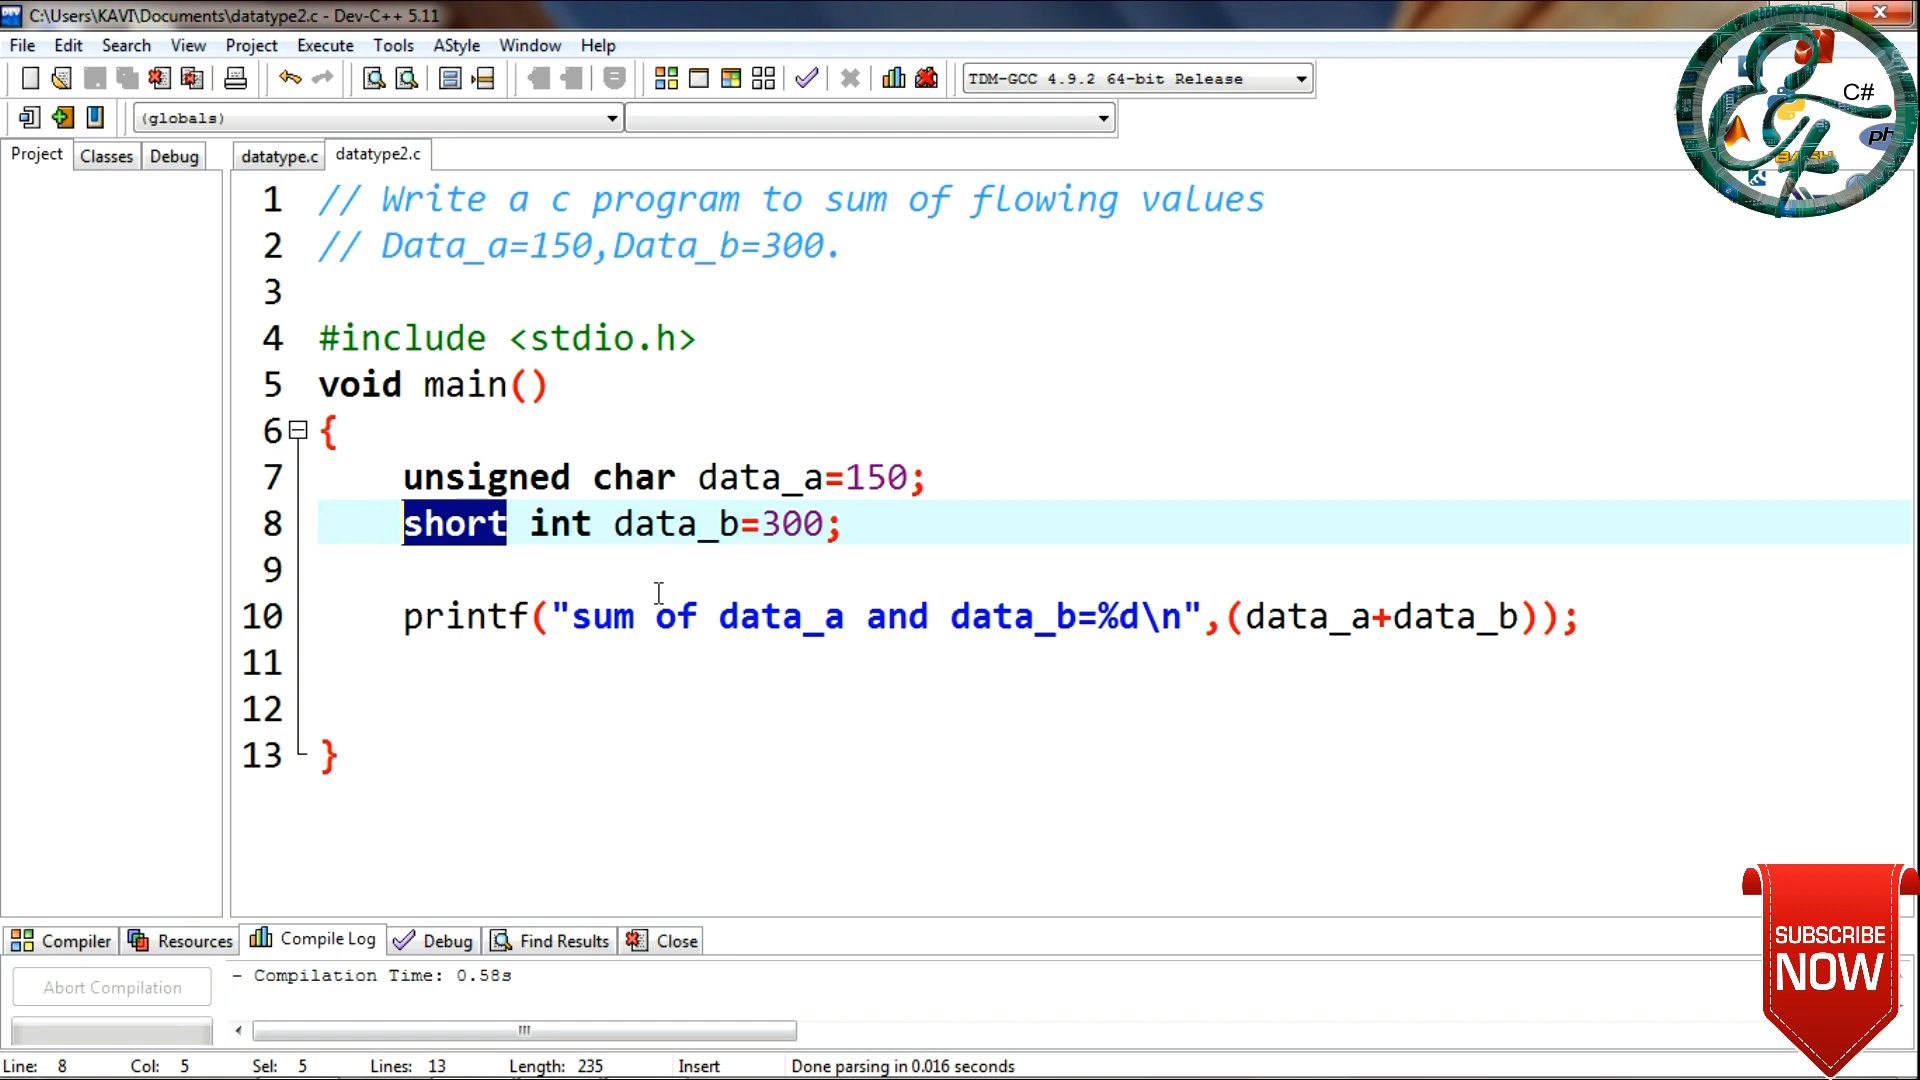 C:\Users\KAVI\Documents\datatype2.c - Dev-C++ 5.11
File Edit Search View Project Execute Tools AStyle Window Help
TDM-GCC 4.9.2 64-bit Release
(globals)
Project Classes Debug datatype.c datatype2.c
C#
1 // Write a c program to sum of flowing values
2 // Data_a=150,Data_b=300.
3
4 #include <stdio.h>
5 void main()
6 {
7 unsigned char data_a=150;
8 short int data_b=300;
9
10 printf("sum of data_a and data_b=%d\n",(data_a+data_b));
11
12
13 }
Compiler Resources Compile Log Debug Find Results Close
Abort Compilation
- Compilation Time: 0.58s
SUBSCRIBE
NOW
Line: 8 Col: 5 Sel: 5 Lines: 13 Length: 235 Insert Done parsing in 0.016 seconds